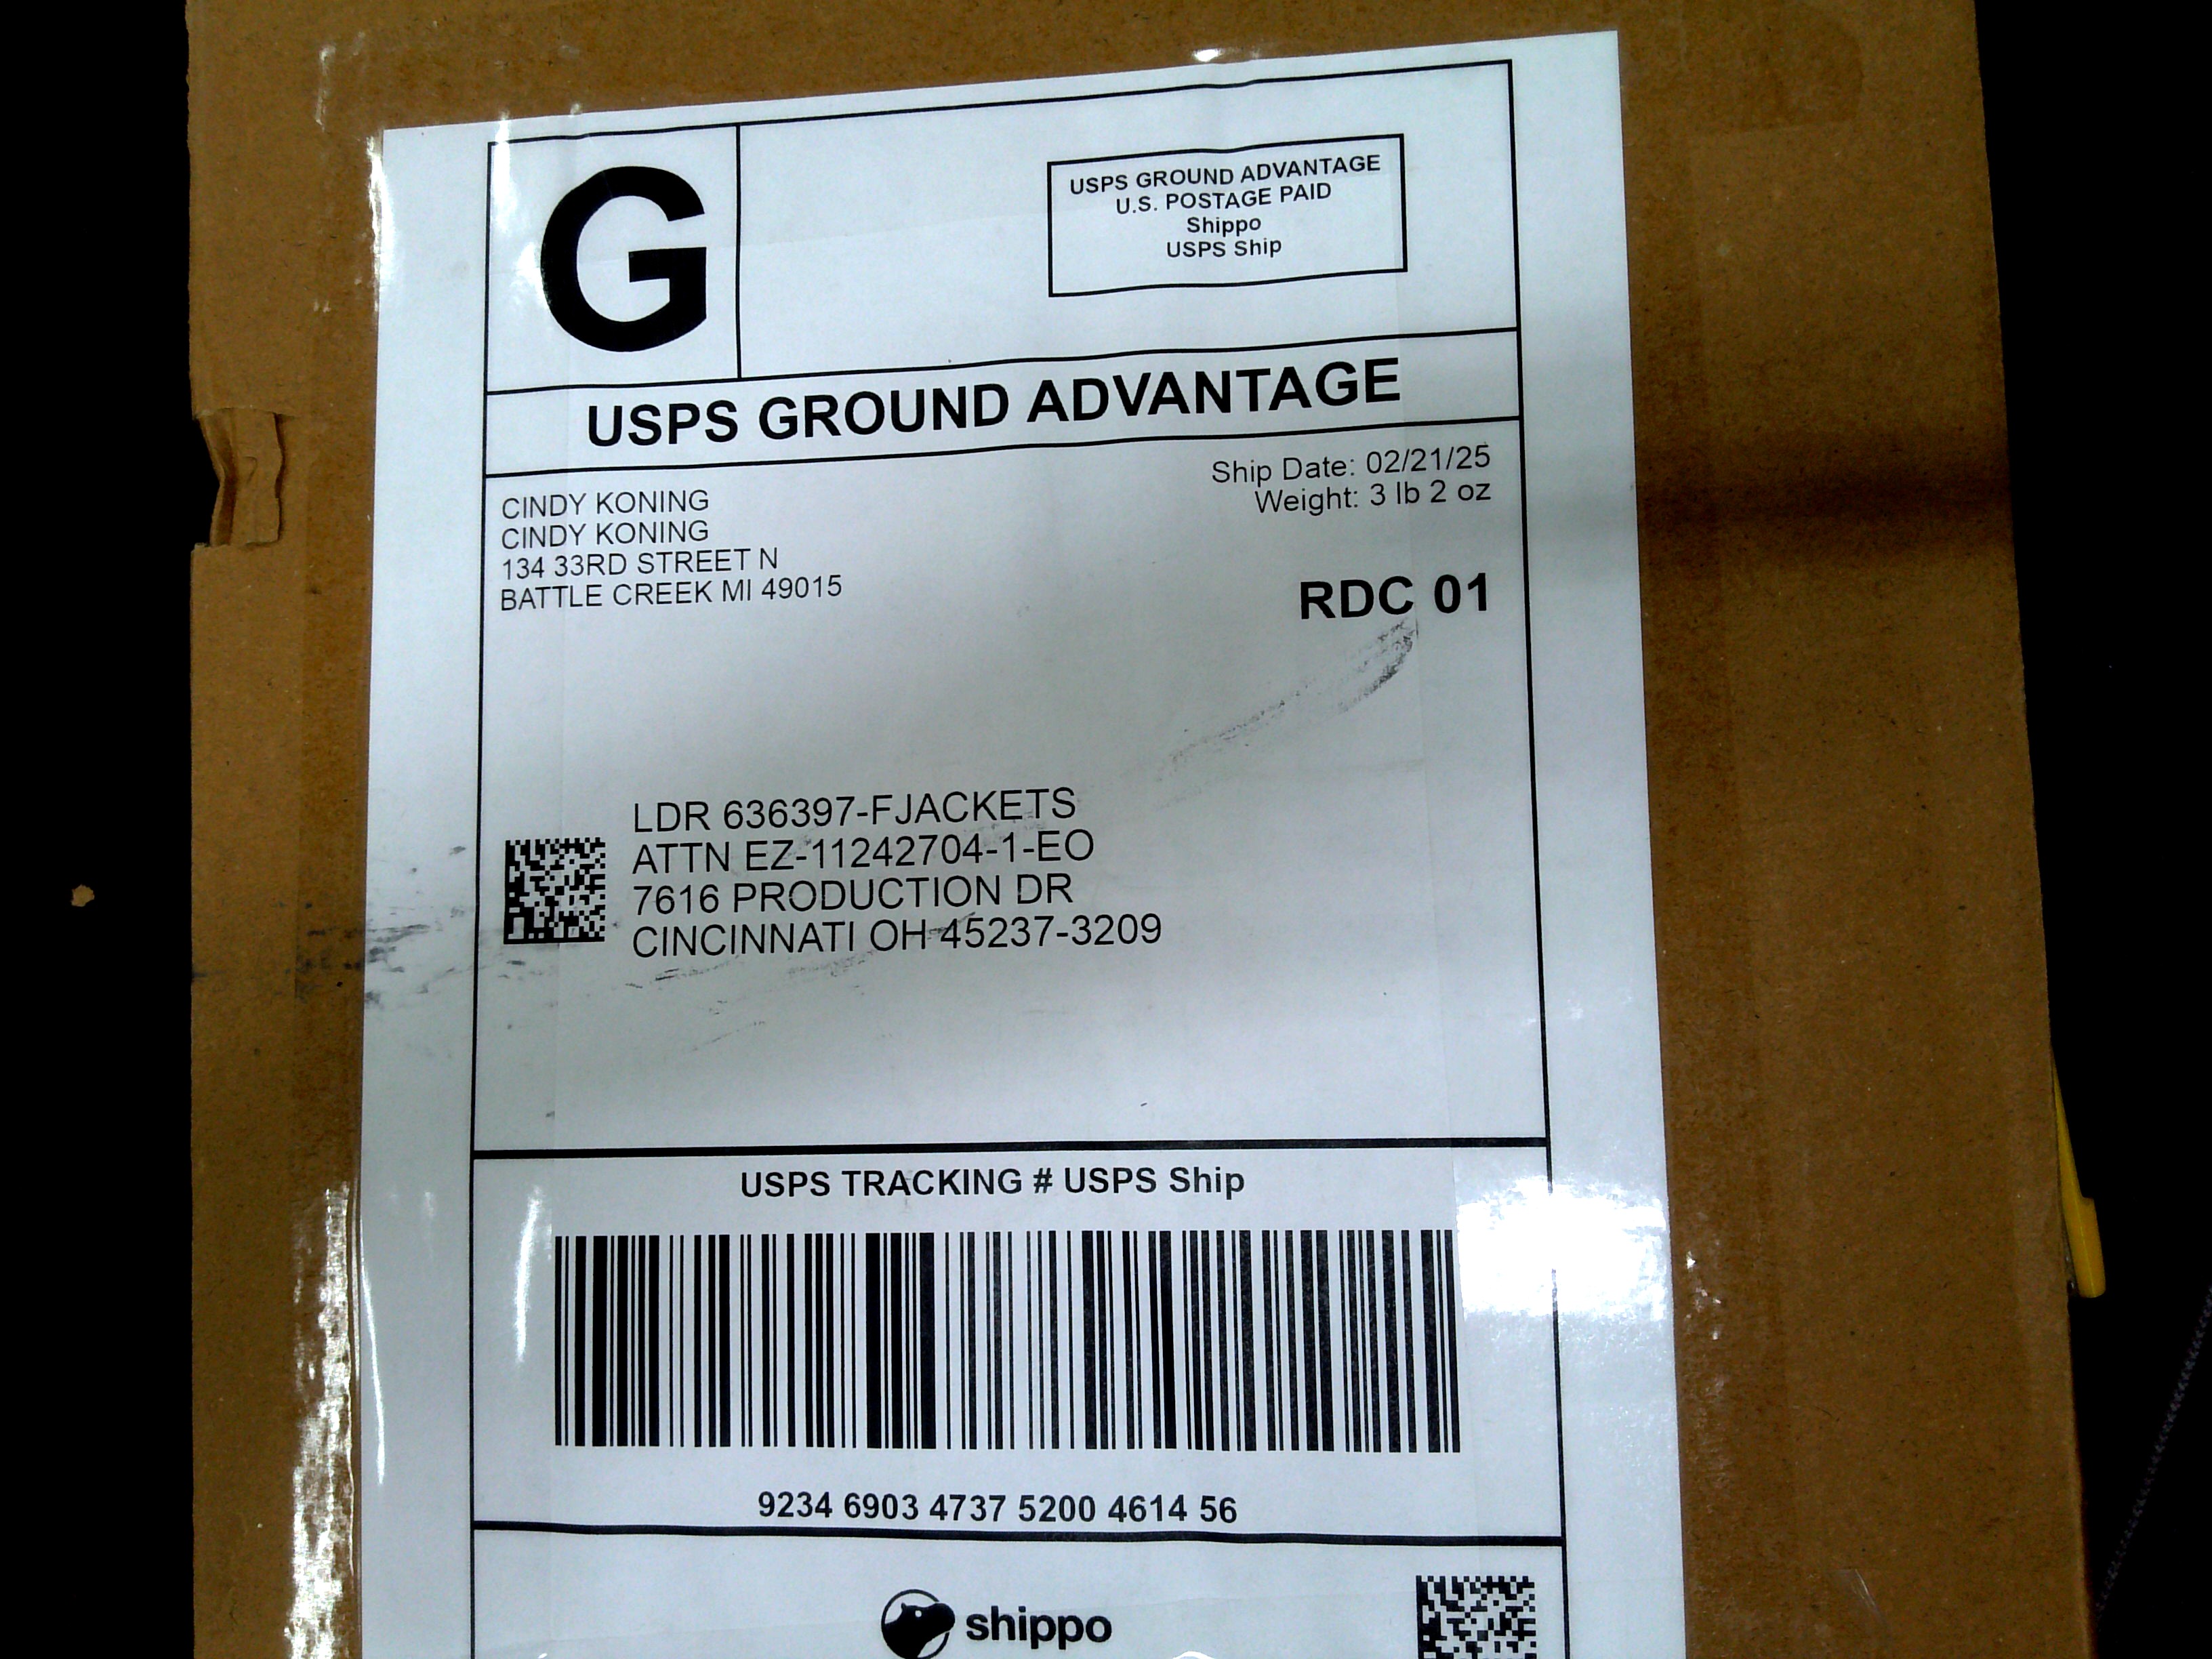 G
USPS GROUND ADVANTAGE
U.S. POSTAGE PAID
Shippo
USPS Ship
USPS GROUND ADVANTAGE
Ship Date: 02/21/25
Weight: 3 lb 2 oz
CINDY KONING
CINDY KONING
134 33RD STREET N
BATTLE CREEK MI 49015
RDC 01
LDR 636397-FJACKETS
ATTN EZ-11242704-1-EO
7616 PRODUCTION DR
CINCINNATI OH 45237-3209
USPS TRACKING # USPS Ship
9234 6903 4737 5200 4614 56
shippo